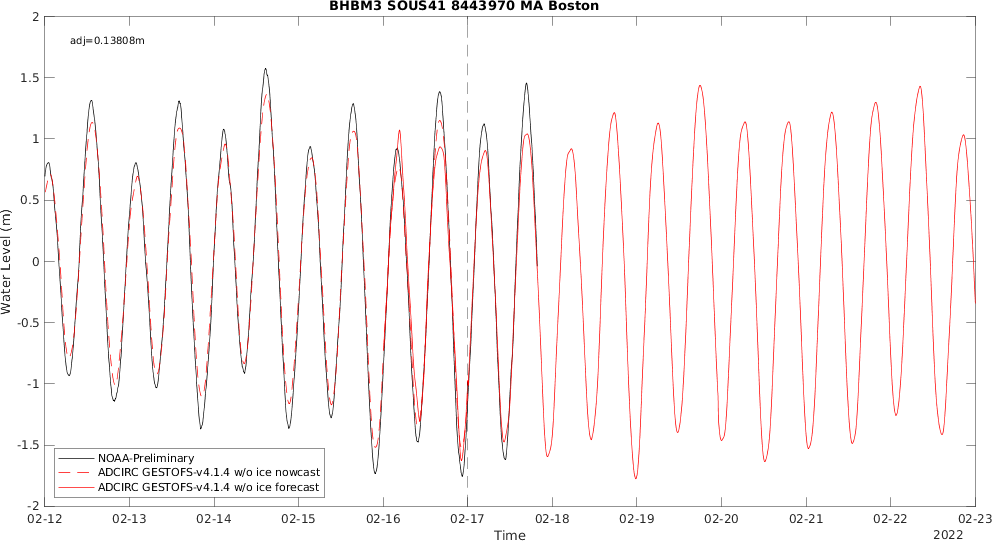 BHBM3 SOUS41 8443970 MA Boston
adj=0.13808m
2
1.5
1
0.5
0
-0.5
-1
-1.5
-2
Water Level (m)
NOAA-Preliminary
ADCIRC GESTOFS-v4.1.4 w/o ice nowcast
ADCIRC GESTOFS-v4.1.4 w/o ice forecast
02-12 02-13 02-14 02-15 02-16 02-17 02-18 02-19 02-20 02-21 02-22 02-23
Time
2022